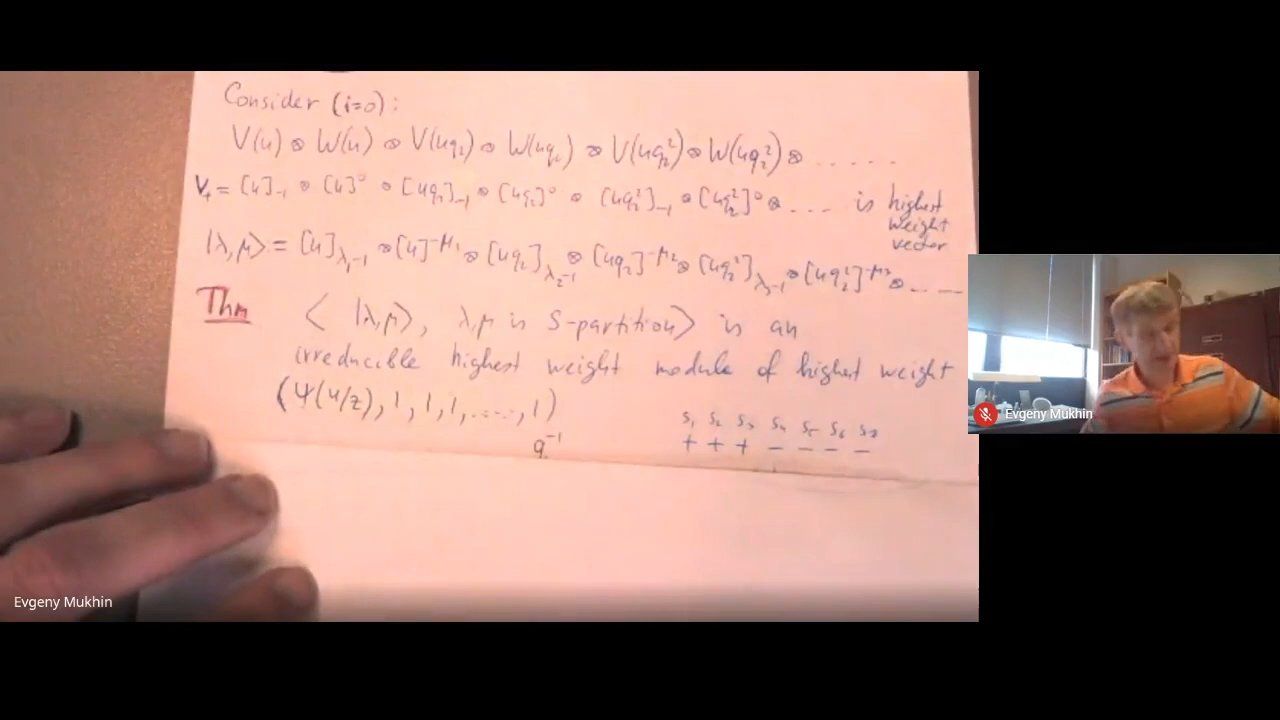 Consider (i=0):
V(u) ⊗ W(u) ⊗ V(uq₂) ⊗ W(uq₂) ⊗ V(uq₂²) ⊗ W(uq₂²) ⊗ .....
V₊ = [u]₋₁ ⊗ [u]⁰ ⊗ [uq₂]₋₁ ⊗ [uq₂]⁰ ⊗ [uq₂²]₋₁ ⊗ [uq₂²]⁰ ⊗ .... is highest
weight
vector
|λ,μ> = [u]_{λ₁-1} ⊗ [u]^{-μ₁} ⊗ [uq₂]_{λ₂-1} ⊗ [uq₂]^{-μ₂} ⊗ [uq₂²]_{λ₃-1} ⊗ [uq₂²]^{-μ₃} ⊗ .....
Thm < |λ,μ>, λ,μ is S-partition> is an
irreducible highest weight module of highest weight
(Ψ(u/z), 1, 1, 1, ....., 1)
q⁻¹
s₁ s₂ s₃ s₄ s₅ s₆ s₇
+ + + − − − −
Evgeny Mukhin
Evgeny Mukhin